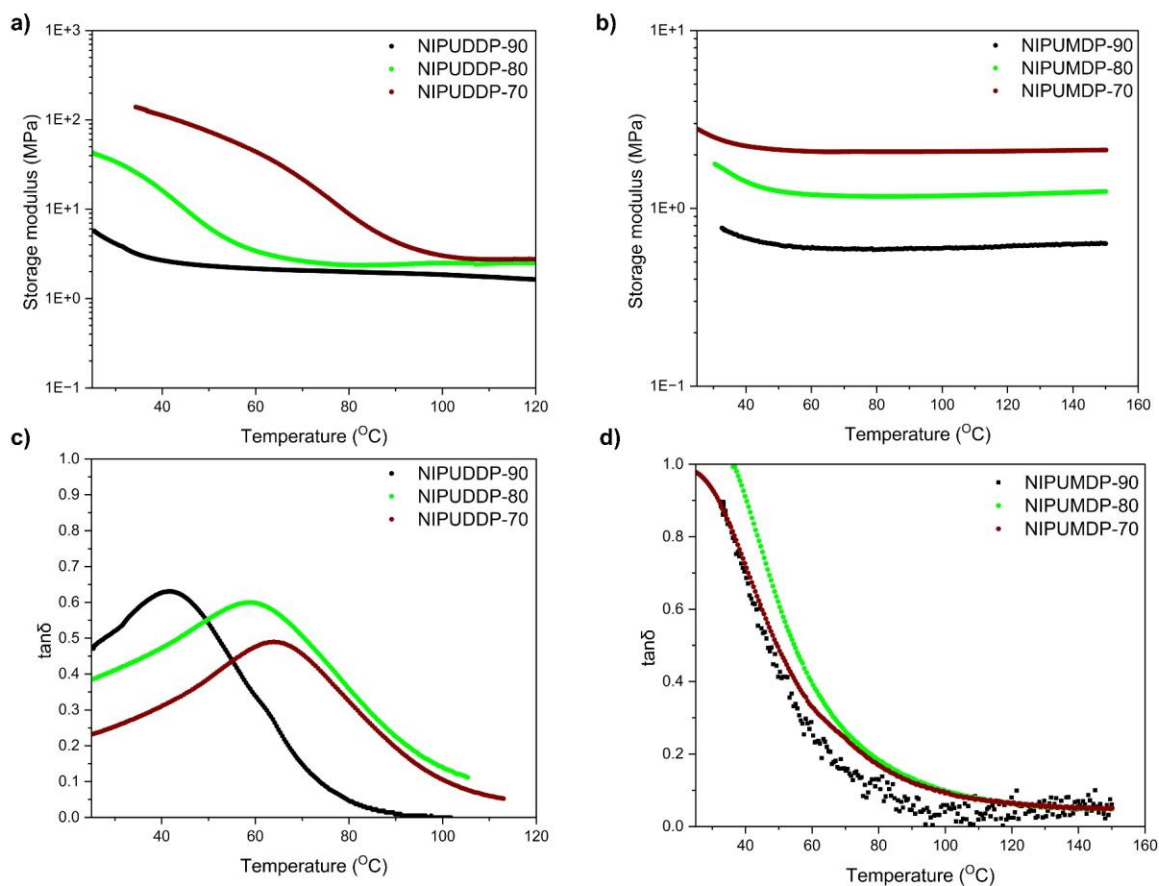 a)
Storage modulus (MPa)
1E+3
1E+2
1E+1
1E+0
1E−1
NIPUDDP-90
NIPUDDP-80
NIPUDDP-70
40
60
80
100
120
Temperature (ᴼC)
b)
Storage modulus (MPa)
1E+1
1E+0
1E−1
NIPUMDP-90
NIPUMDP-80
NIPUMDP-70
40
60
80
100
120
140
160
Temperature (ᴼC)
c)
tanδ
1.0
0.9
0.8
0.7
0.6
0.5
0.4
0.3
0.2
0.1
0.0
NIPUDDP-90
NIPUDDP-80
NIPUDDP-70
40
60
80
100
120
Temperature (ᴼC)
d)
tanδ
1.0
0.8
0.6
0.4
0.2
0.0
NIPUMDP-90
NIPUMDP-80
NIPUMDP-70
40
60
80
100
120
140
160
Temperature (ᴼC)